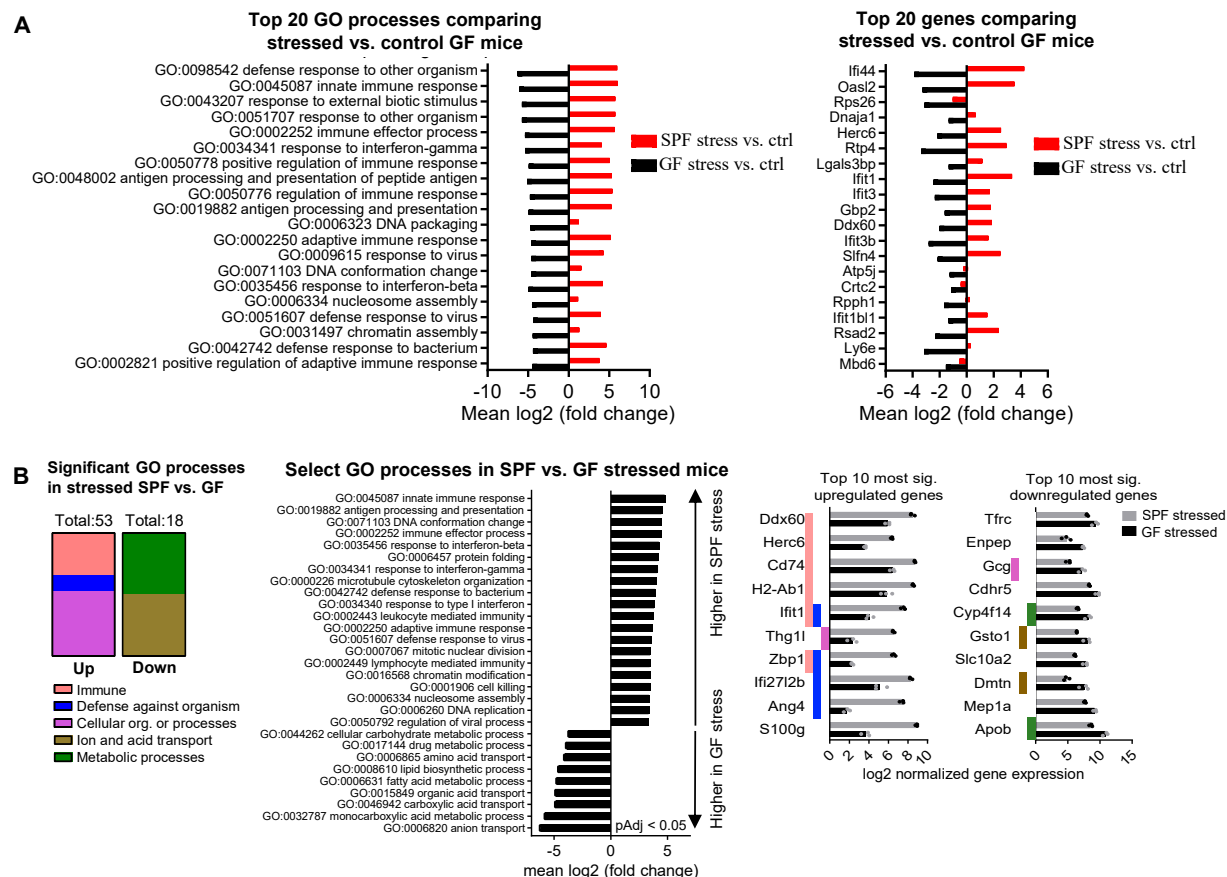 A
Top 20 GO processes comparing
stressed vs. control GF mice
GO:0098542 defense response to other organism
GO:0045087 innate immune response
GO:0043207 response to external biotic stimulus
GO:0051707 response to other organism
GO:0002252 immune effector process
GO:0034341 response to interferon-gamma
GO:0050778 positive regulation of immune response
GO:0048002 antigen processing and presentation of peptide antigen
GO:0050776 regulation of immune response
GO:0019882 antigen processing and presentation
GO:0006323 DNA packaging
GO:0002250 adaptive immune response
GO:0009615 response to virus
GO:0071103 DNA conformation change
GO:0035456 response to interferon-beta
GO:0006334 nucleosome assembly
GO:0051607 defense response to virus
GO:0031497 chromatin assembly
GO:0042742 defense response to bacterium
GO:0002821 positive regulation of adaptive immune response
-10 -5 0 5 10
Mean log2 (fold change)
SPF stress vs. ctrl
GF stress vs. ctrl
Top 20 genes comparing
stressed vs. control GF mice
Ifi44
Oasl2
Rps26
Dnaja1
Herc6
Rtp4
Lgals3bp
Ifit1
Ifit3
Gbp2
Ddx60
Ifit3b
Slfn4
Atp5j
Crtc2
Rpph1
Ifit1bl1
Rsad2
Ly6e
Mbd6
-6 -4 -2 0 2 4 6
Mean log2 (fold change)
SPF stress vs. ctrl
GF stress vs. ctrl
B
Significant GO processes
in stressed SPF vs. GF
Total:53 Total:18
Up Down
Immune
Defense against organism
Cellular org. or processes
Ion and acid transport
Metabolic processes
Select GO processes in SPF vs. GF stressed mice
GO:0045087 innate immune response
GO:0019882 antigen processing and presentation
GO:0071103 DNA conformation change
GO:0002252 immune effector process
GO:0035456 response to interferon-beta
GO:0006457 protein folding
GO:0034341 response to interferon-gamma
GO:0000226 microtubule cytoskeleton organization
GO:0042742 defense response to bacterium
GO:0034340 response to type I interferon
GO:0002443 leukocyte mediated immunity
GO:0002250 adaptive immune response
GO:0051607 defense response to virus
GO:0007067 mitotic nuclear division
GO:0002449 lymphocyte mediated immunity
GO:0016568 chromatin modification
GO:0001906 cell killing
GO:0006334 nucleosome assembly
GO:0006260 DNA replication
GO:0050792 regulation of viral process
GO:0044262 cellular carbohydrate metabolic process
GO:0017144 drug metabolic process
GO:0006865 amino acid transport
GO:0008610 lipid biosynthetic process
GO:0006631 fatty acid metabolic process
GO:0015849 organic acid transport
GO:0046942 carboxylic acid transport
GO:0032787 monocarboxylic acid metabolic process
GO:0006820 anion transport
pAdj < 0.05
-5 0 5
mean log2 (fold change)
Higher in SPF stress
Higher in GF stress
Top 10 most sig.
upregulated genes
Ddx60
Herc6
Cd74
H2-Ab1
Ifit1
Thg1l
Zbp1
Ifi27l2b
Ang4
S100g
0 2 4 6 8 10
Top 10 most sig.
downregulated genes
Tfrc
Enpep
Gcg
Cdhr5
Cyp4f14
Gsto1
Slc10a2
Dmtn
Mep1a
Apob
0 5 10 15
log2 normalized gene expression
SPF stressed
GF stressed